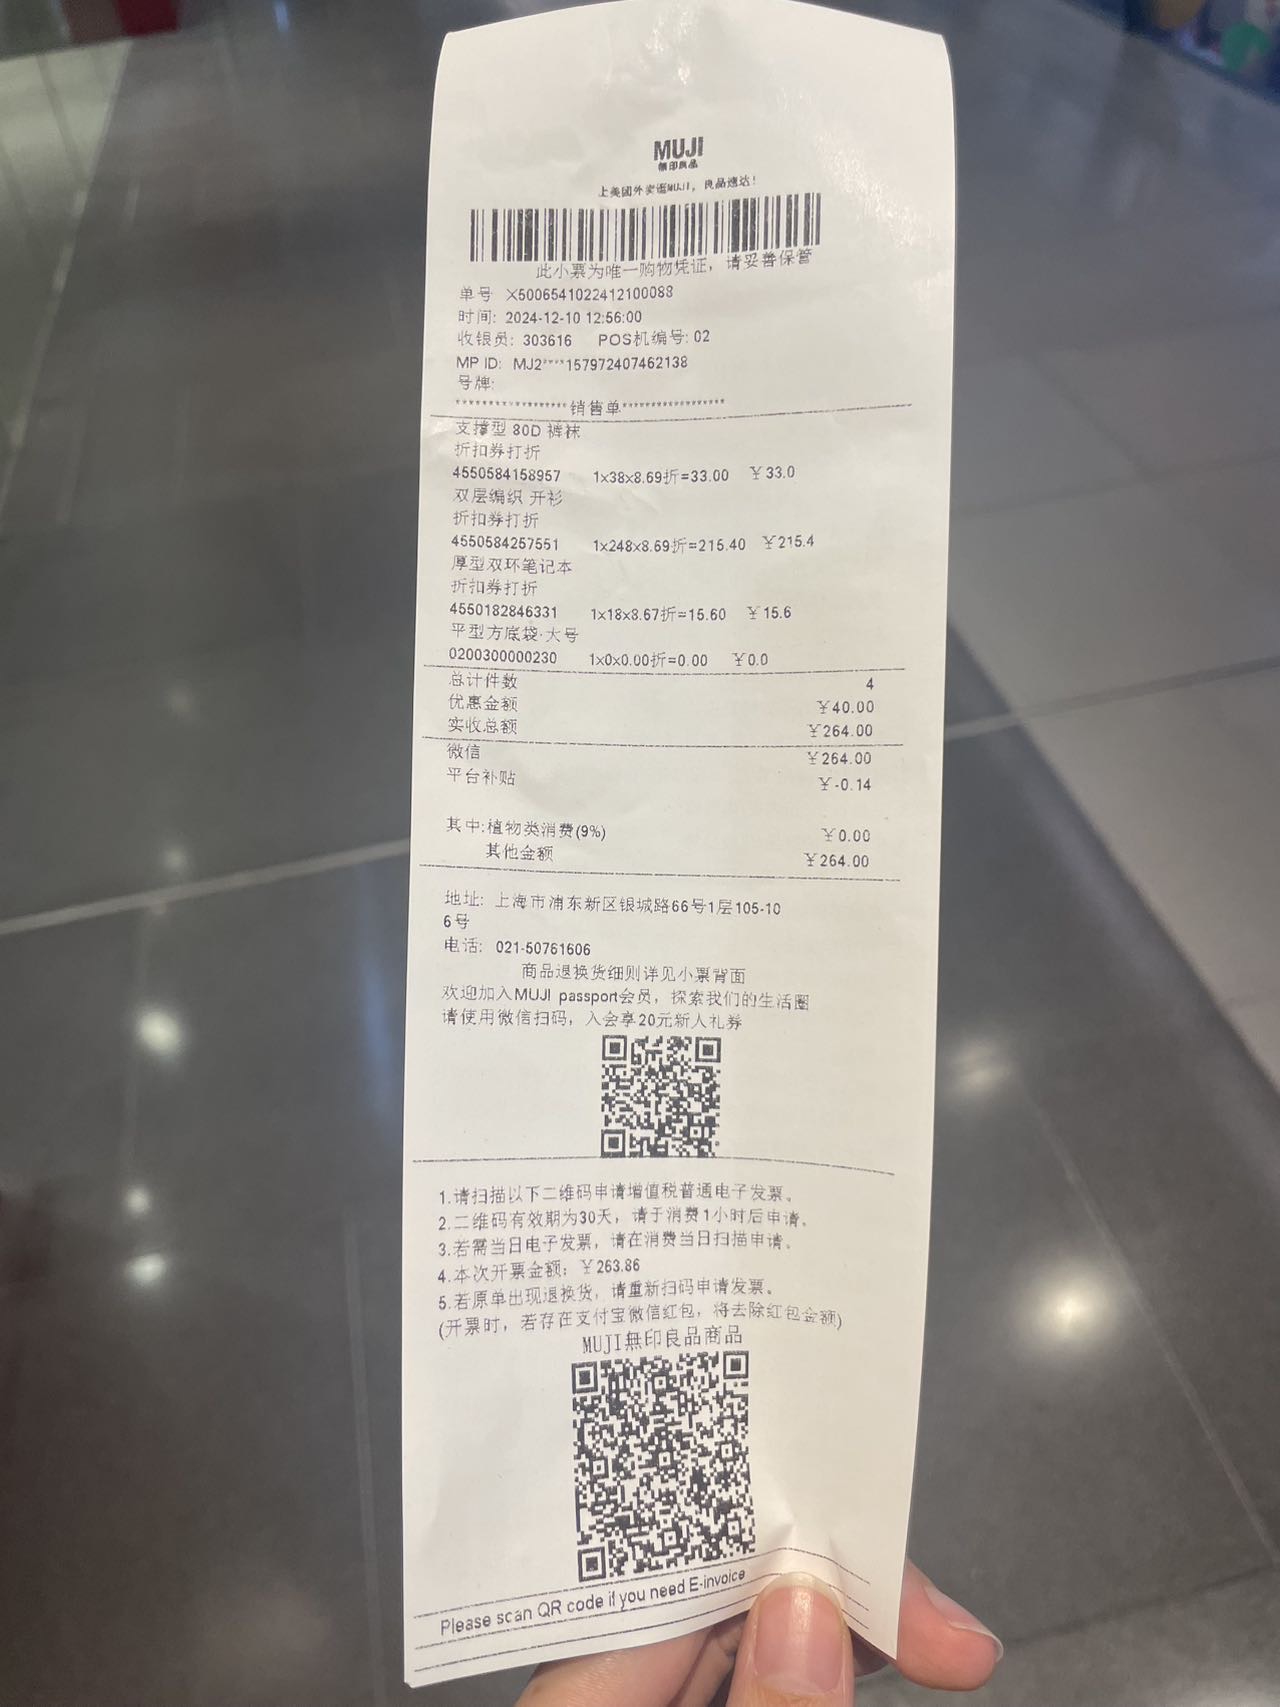 MUJI
無印良品
上美团外卖逛MUJI，良品速达！
此小票为唯一购物凭证，请妥善保管
单号 X5006541022412100088
时间: 2024-12-10 12:56:00
收银员: 303616 POS机编号: 02
MP ID: MJ2****157972407462138
号牌:
******************销售单******************
支撑型 80D 裤袜
折扣券打折
4550584158957 1x38x8.69折=33.00 ￥33.0
双层编织 开衫
折扣券打折
4550584257551 1x248x8.69折=215.40 ￥215.4
厚型双环笔记本
折扣券打折
4550182846331 1x18x8.67折=15.60 ￥15.6
平型方底袋·大号
0200300000230 1x0x0.00折=0.00 ￥0.0
总计件数 4
优惠金额 ￥40.00
实收总额 ￥264.00
微信 ￥264.00
平台补贴 ￥-0.14
其中:植物类消费(9%) ￥0.00
其他金额 ￥264.00
地址: 上海市浦东新区银城路66号1层105-10
6号
电话: 021-50761606
商品退换货细则详见小票背面
欢迎加入MUJI passport会员，探索我们的生活圈
请使用微信扫码，入会享20元新人礼券
1.请扫描以下二维码申请增值税普通电子发票。
2.二维码有效期为30天，请于消费1小时后申请。
3.若需当日电子发票，请在消费当日扫描申请。
4.本次开票金额：￥263.86
5.若原单出现退换货，请重新扫码申请发票。
(开票时，若存在支付宝微信红包，将去除红包金额)
MUJI無印良品商品
Please scan QR code if you need E-invoice